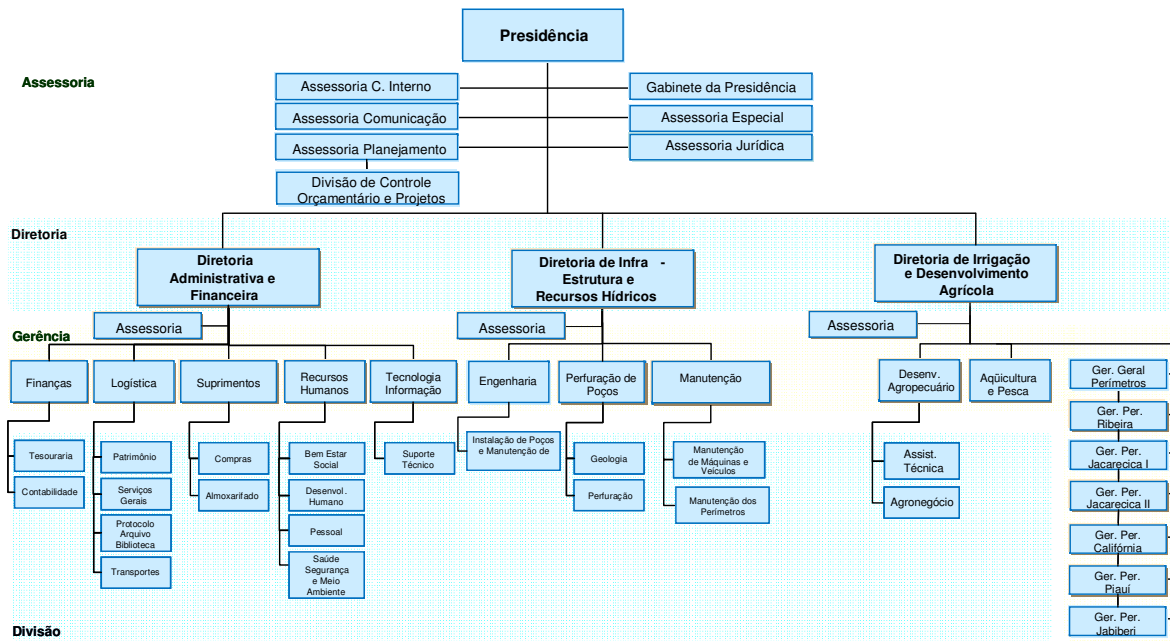 Presidência
Assessoria
Assessoria C. Interno
Gabinete da Presidência
Assessoria Comunicação
Assessoria Especial
Assessoria Planejamento
Assessoria Jurídica
Divisão de Controle
Orçamentário e Projetos
Diretoria
Diretoria
Administrativa e
Financeira
Diretoria de Infra -
Estrutura e
Recursos Hídricos
Diretoria de Irrigação
e Desenvolvimento
Agrícola
Assessoria
Assessoria
Assessoria
Gerência
Finanças
Logística
Suprimentos
Recursos
Humanos
Tecnologia
Informação
Engenharia
Perfuração de
Poços
Manutenção
Desenv.
Agropecuário
Aqüicultura
e Pesca
Ger. Geral
Perímetros
Tesouraria
Contabilidade
Patrimônio
Serviços
Gerais
Protocolo
Arquivo
Biblioteca
Transportes
Compras
Almoxarifado
Bem Estar
Social
Desenvol.
Humano
Pessoal
Saúde
Segurança
e Meio
Ambiente
Suporte
Técnico
Instalação de Poços
e Manutenção de
Geologia
Perfuração
Manutenção
de Máquinas e
Veículos
Manutenção dos
Perímetros
Assist.
Técnica
Agronegócio
Ger. Per.
Ribeira
Ger. Per.
Jacarecica I
Ger. Per.
Jacarecica II
Ger. Per.
Califórnia
Ger. Per.
Piauí
Ger. Per.
Jabiberi
Divisão